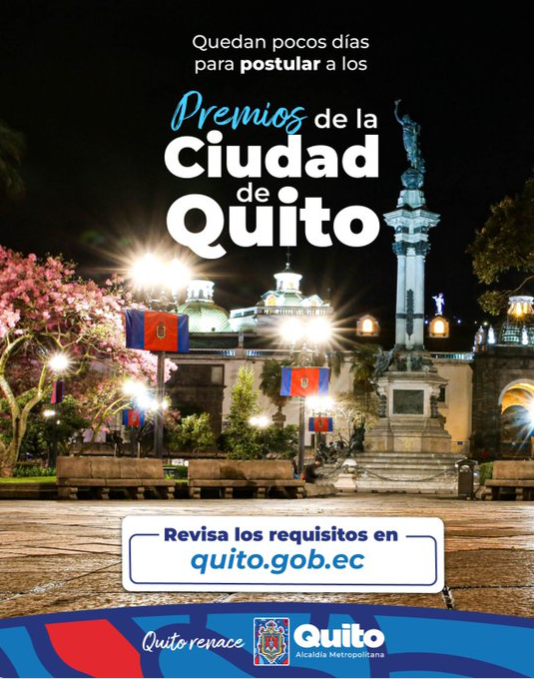 Quedan pocos días
para postular a los
Premios de la
Ciudad
de
Quito
Revisa los requisitos en
quito.gob.ec
Quito renace
Quito
Alcaldía Metropolitana